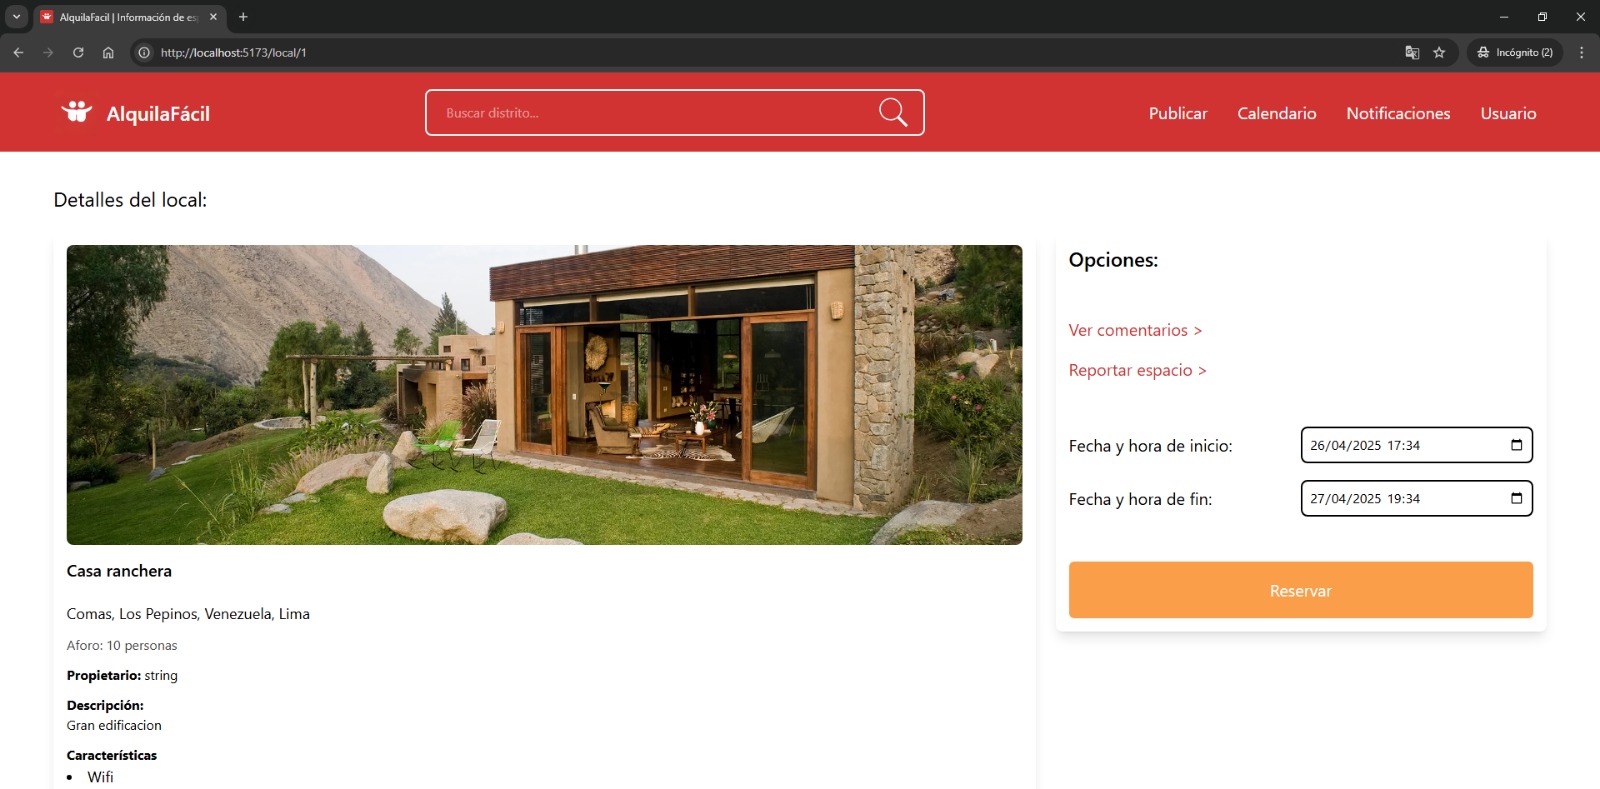 AlquilaFacil | Información de es
http://localhost:5173/local/1
Incógnito (2)
AlquilaFácil
Buscar distrito...
Publicar
Calendario
Notificaciones
Usuario
Detalles del local:
Casa ranchera
Comas, Los Pepinos, Venezuela, Lima
Aforo: 10 personas
Propietario: string
Descripción:
Gran edificacion
Características
• Wifi
Opciones:
Ver comentarios >
Reportar espacio >
Fecha y hora de inicio: 26/04/2025 17:34
Fecha y hora de fin: 27/04/2025 19:34
Reservar